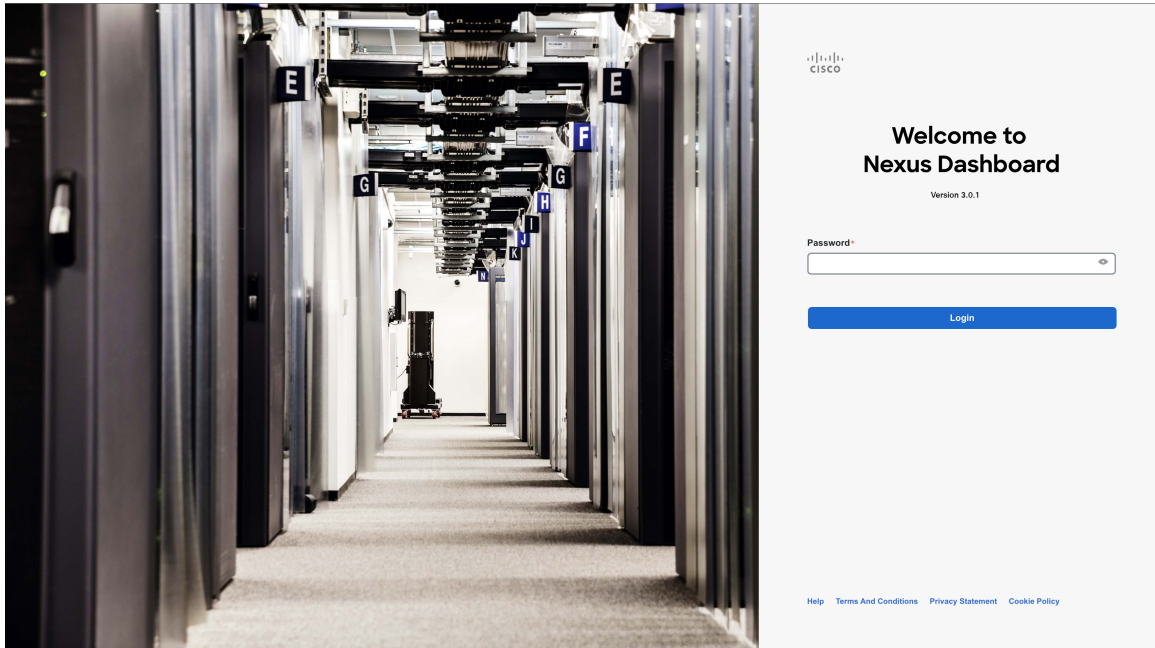 E
E
F
G
G
H
I
J
K
N
CISCO
Welcome to
Nexus Dashboard
Version 3.0.1
Password*
Login
Help Terms And Conditions Privacy Statement Cookie Policy